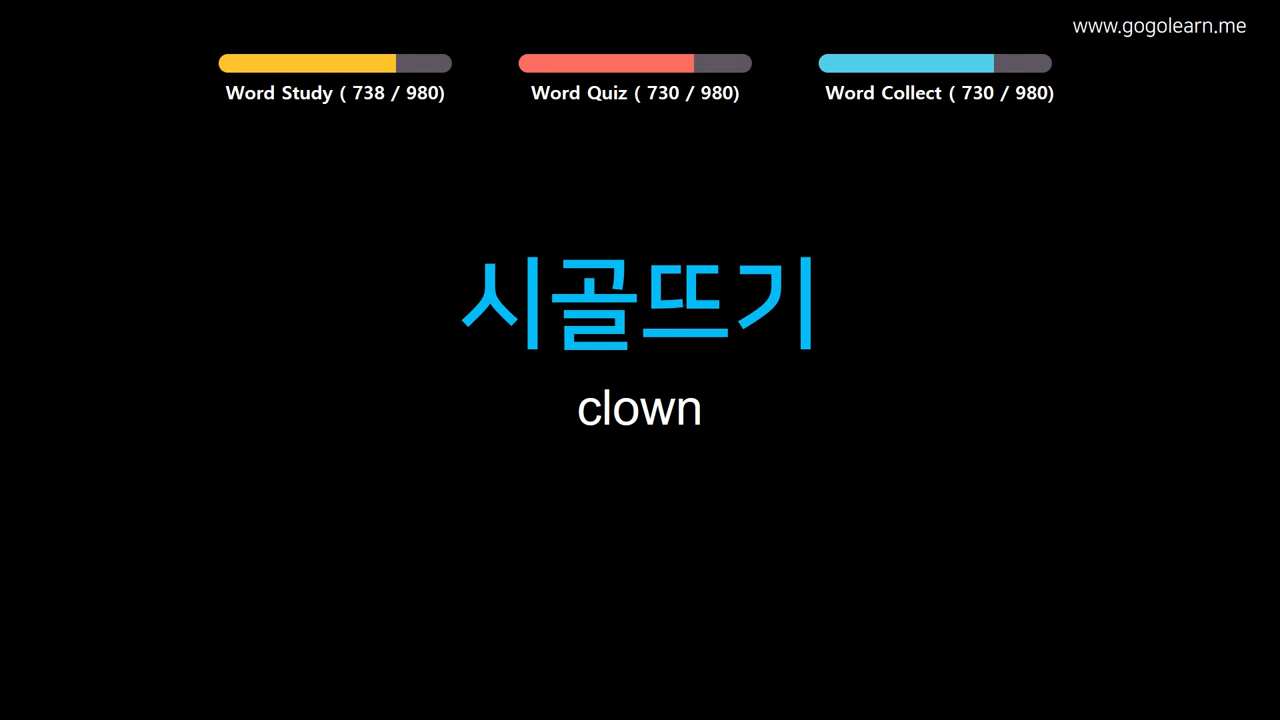 www.gogolearn.me
Word Study ( 738 / 980)
Word Quiz ( 730 / 980)
Word Collect ( 730 / 980)
시골뜨기
clown